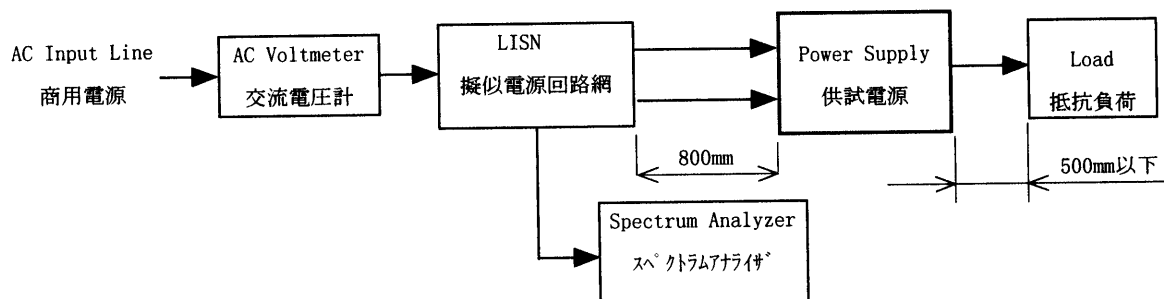 AC Input Line
商用電源
AC Voltmeter
交流電圧計
LISN
擬似電源回路網
Power Supply
供試電源
Load
抵抗負荷
800mm
500mm以下
Spectrum Analyzer
ｽﾍﾟｸﾄﾗﾑｱﾅﾗｲｻﾞ